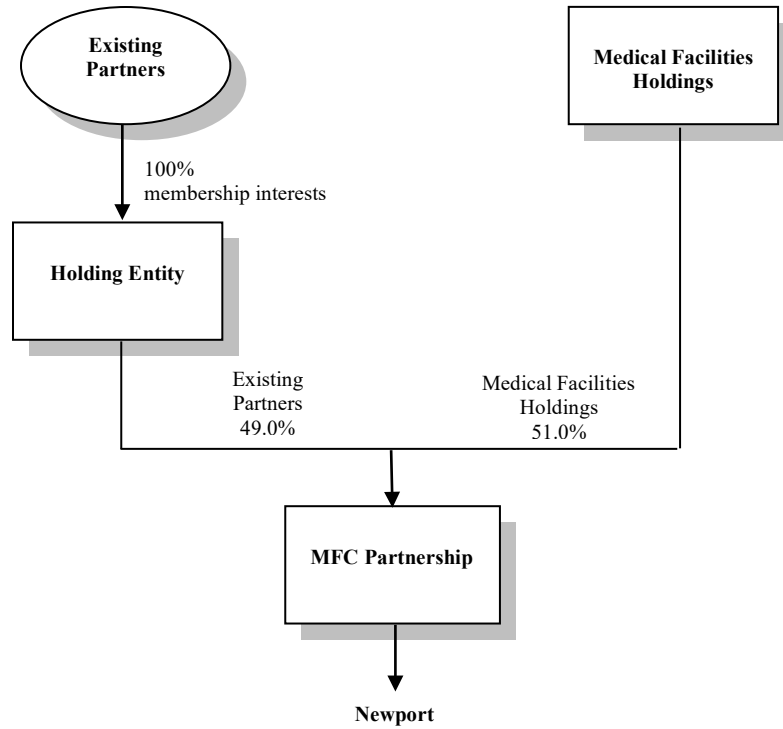 Existing
Partners
Medical Facilities
Holdings
100%
membership interests
Holding Entity
Existing
Partners
49.0%
Medical Facilities
Holdings
51.0%
MFC Partnership
Newport